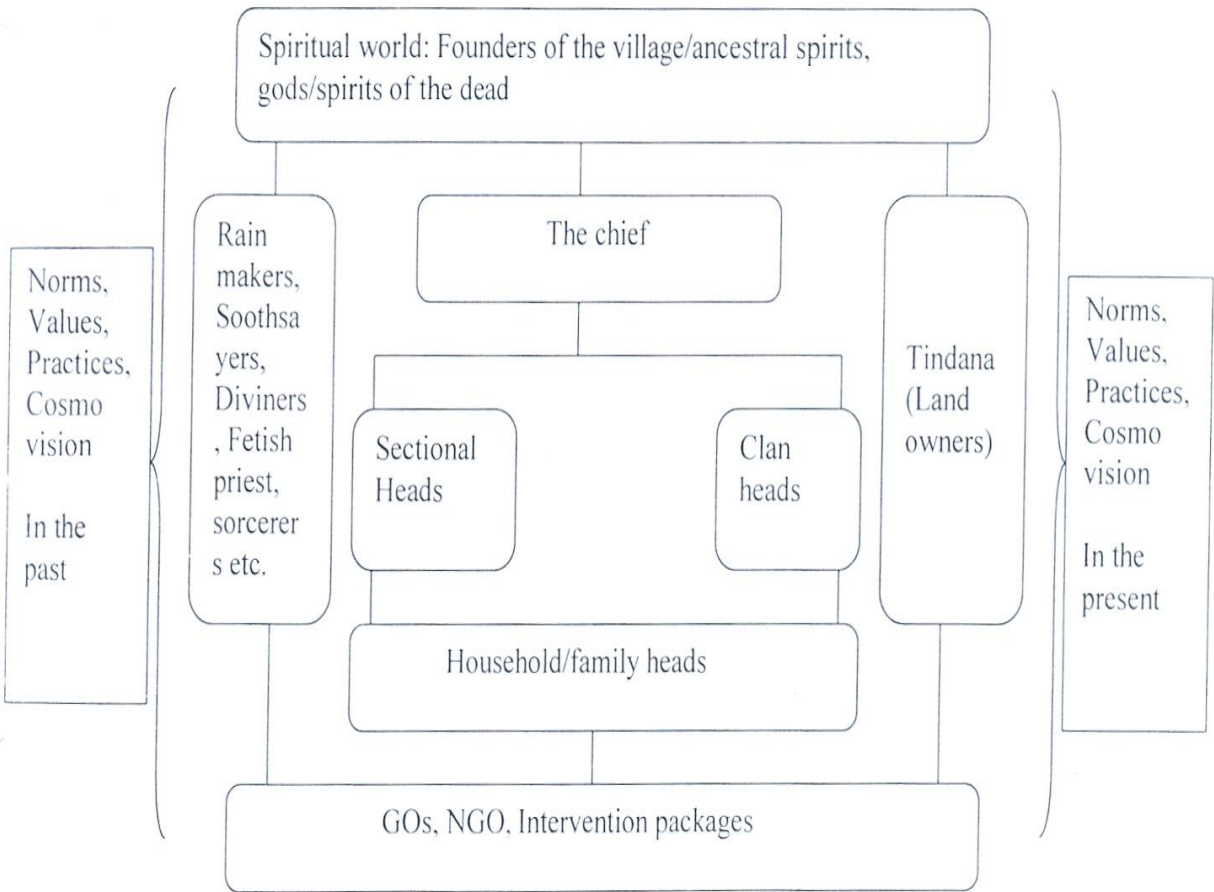 Spiritual world: Founders of the village/ancestral spirits,
gods/spirits of the dead
Norms,
Values,
Practices,
Cosmo
vision
In the
past
Rain
makers,
Soothsa
yers,
Diviners
, Fetish
priest,
sorcerer
s etc.
The chief
Sectional
Heads
Clan
heads
Tindana
(Land
owners)
Norms,
Values,
Practices,
Cosmo
vision
In the
present
Household/family heads
GOs, NGO, Intervention packages